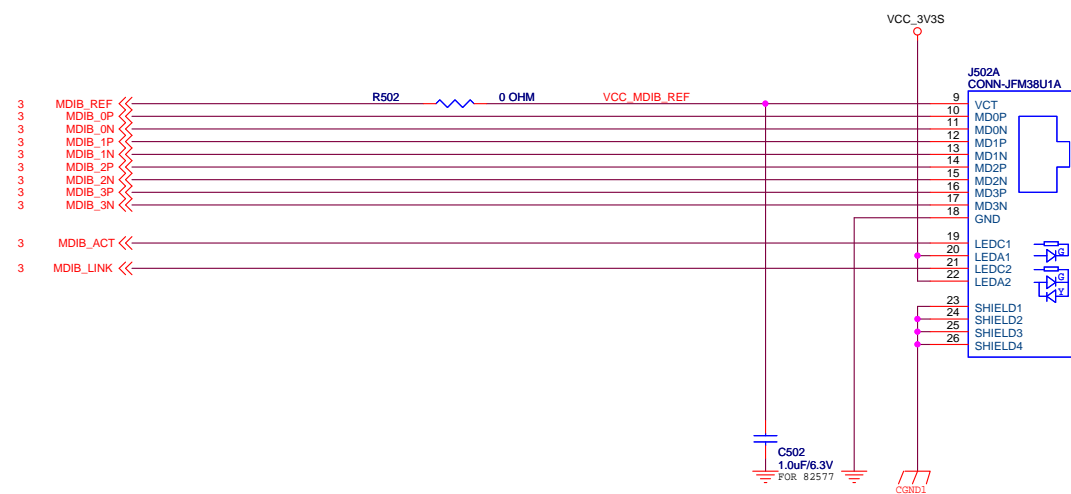 VCC_3V3S
J502A
CONN-JFM38U1A
R502 0 OHM VCC_MDIB_REF
3 MDIB_REF 9 VCT
3 MDIB_0P 10 MD0P
3 MDIB_0N 11 MD0N
3 MDIB_1P 12 MD1P
3 MDIB_1N 13 MD1N
3 MDIB_2P 14 MD2P
3 MDIB_2N 15 MD2N
3 MDIB_3P 16 MD3P
3 MDIB_3N 17 MD3N
18 GND
3 MDIB_ACT 19 LEDC1
20 LEDA1 G
3 MDIB_LINK 21 LEDC2
22 LEDA2 G
Y
23 SHIELD1
24 SHIELD2
25 SHIELD3
26 SHIELD4
C502
1.0uF/6.3V
FOR 82577
CGND1